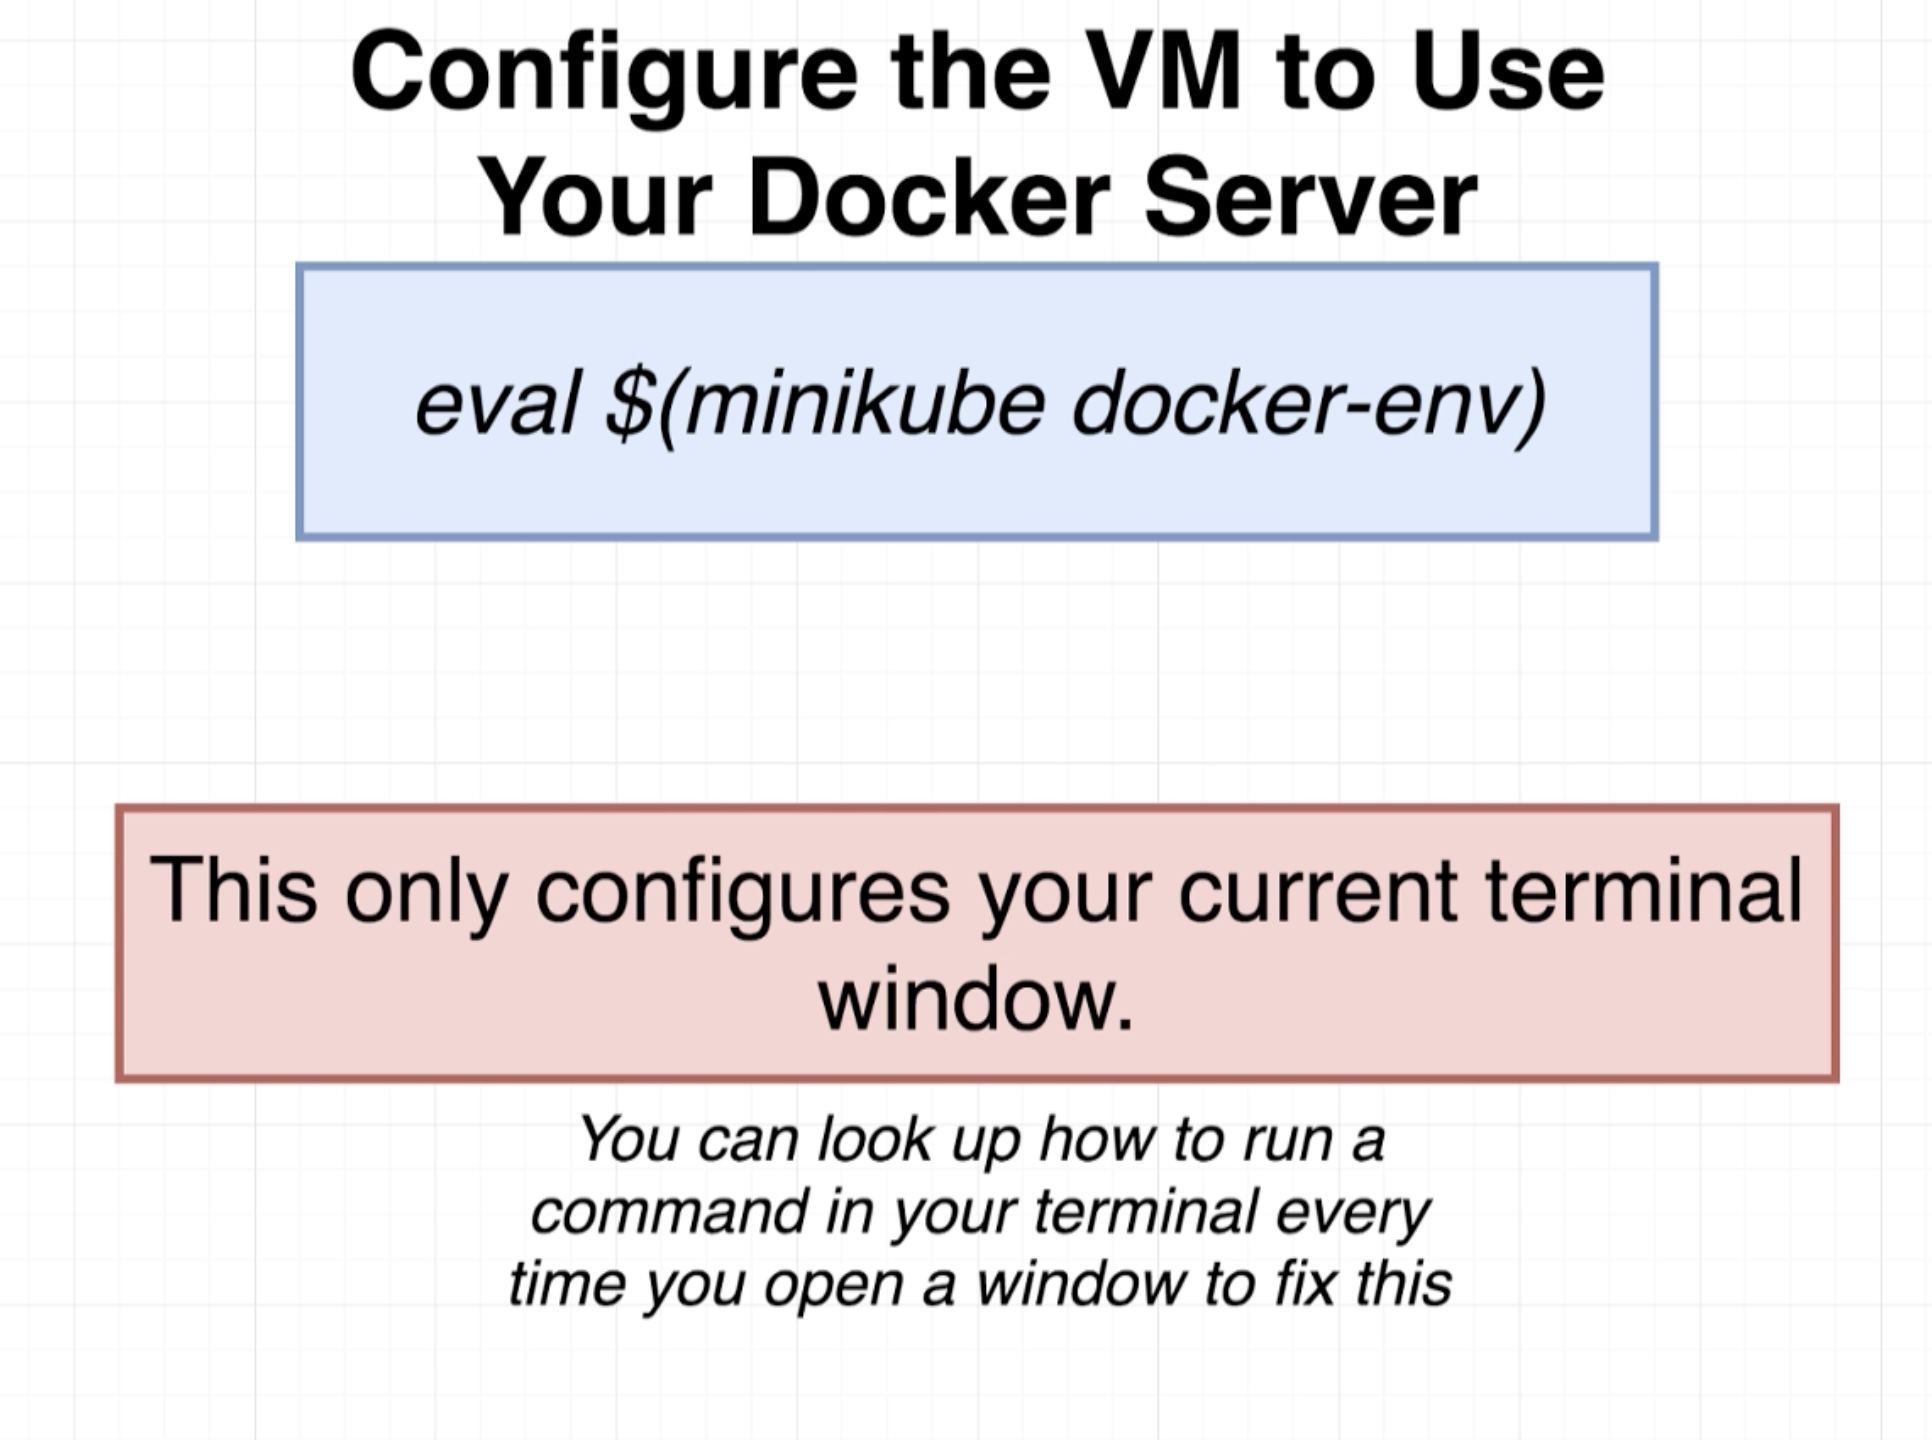 Configure the VM to Use
Your Docker Server
eval $(minikube docker-env)
This only configures your current terminal
window.
You can look up how to run a
command in your terminal every
time you open a window to fix this